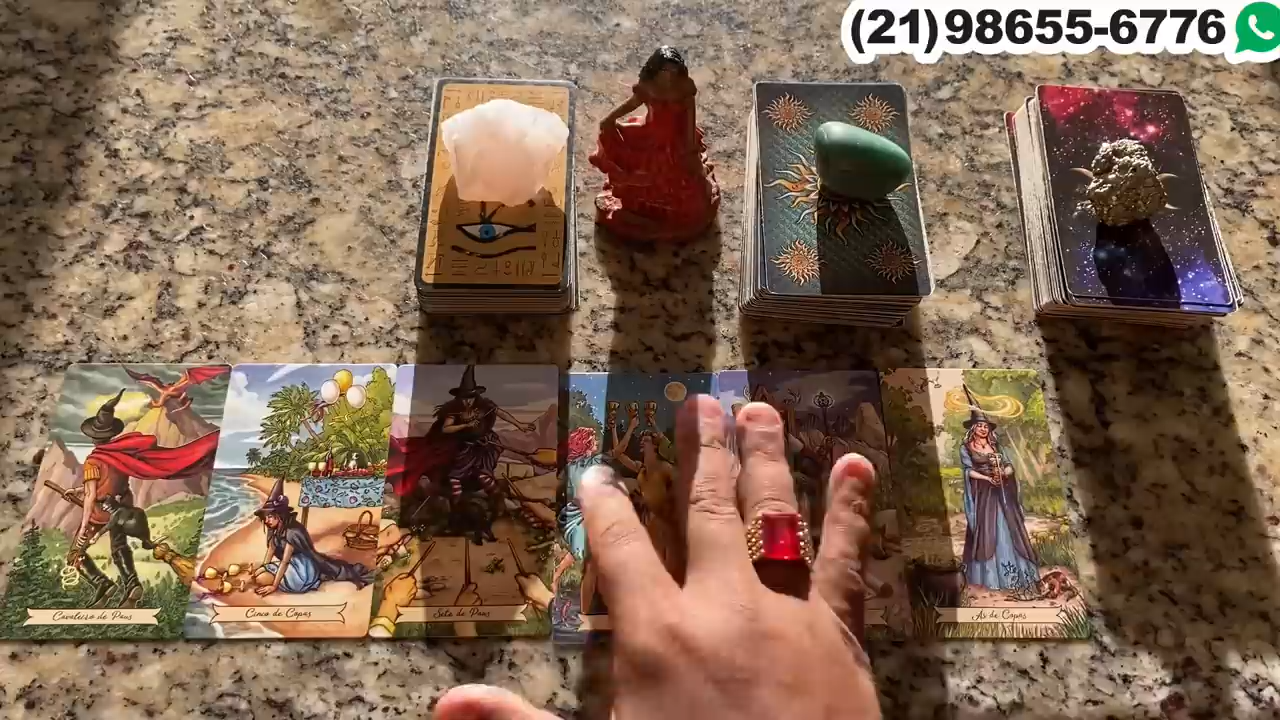 (21)98655-6776
Cavaleiro de Paus
Cinco de Copas
Sete de Paus
Ás de Copas